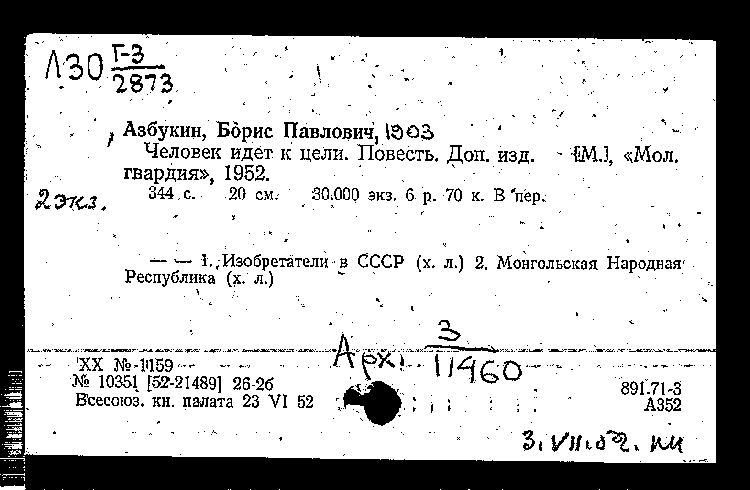 Л30 Г-3
2873
Азбукин, Борис Павлович, 1903
Человек идет к цели. Повесть. Доп. изд. - [М.], «Мол.
гвардия», 1952.
2 экз.
344 с. 20 см. 30.000 экз. 6 р. 70 к. В пер.
— — 1. Изобретатели в СССР (х. л.) 2. Монгольская Народная
Республика (х. л.)
Арх. 3
11460
XX № 1159
№ 10351 [52-21489] 26-26
Всесоюз. кн. палата 23 VI 52
891.71-3
А352
3.VII.52.